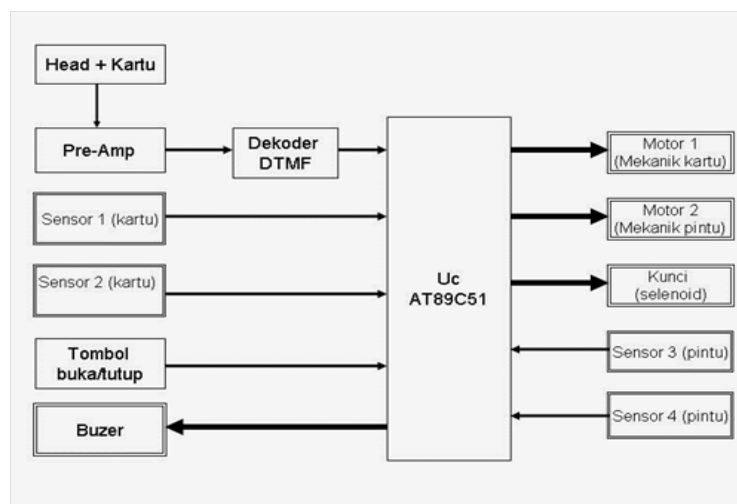 Head + Kartu
Pre-Amp
Dekoder
DTMF
Sensor 1 (kartu)
Sensor 2 (kartu)
Tombol
buka/tutup
Buzer
Uc
AT89C51
Motor 1
(Mekanik kartu)
Motor 2
(Mekanik pintu)
Kunci
(selenoid)
Sensor 3 (pintu)
Sensor 4 (pintu)